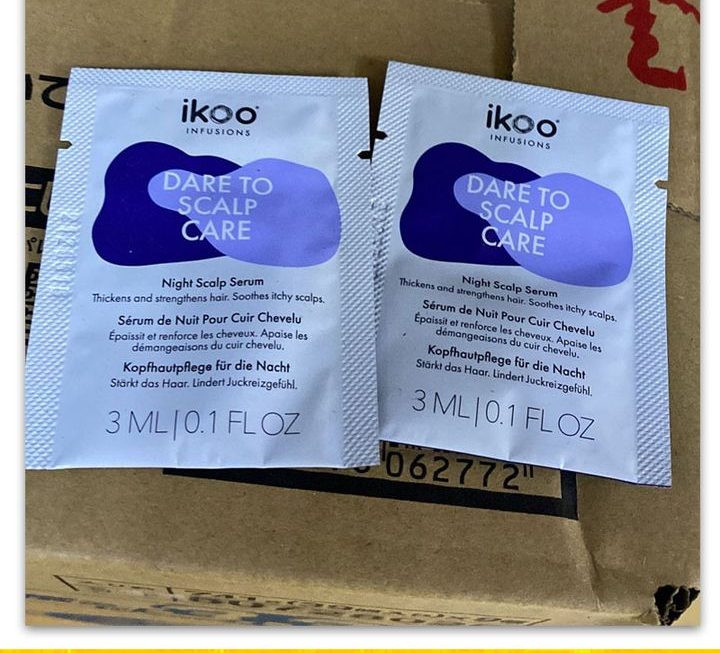 ikoo
INFUSIONS
DARE TO
SCALP
CARE
Night Scalp Serum
Thickens and strengthens hair. Soothes itchy scalps.
Sérum de Nuit Pour Cuir Chevelu
Épaissit et renforce les cheveux. Apaise les
démangeaisons du cuir chevelu.
Kopfhautpflege für die Nacht
Stärkt das Haar. Lindert Juckreizgefühl.
3 ML|0.1 FL OZ
ikoo
INFUSIONS
DARE TO
SCALP
CARE
Night Scalp Serum
Thickens and strengthens hair. Soothes itchy scalps.
Sérum de Nuit Pour Cuir Chevelu
Épaissit et renforce les cheveux. Apaise les
démangeaisons du cuir chevelu.
Kopfhautpflege für die Nacht
Stärkt das Haar. Lindert Juckreizgefühl.
3 ML|0.1 FL OZ
062772"